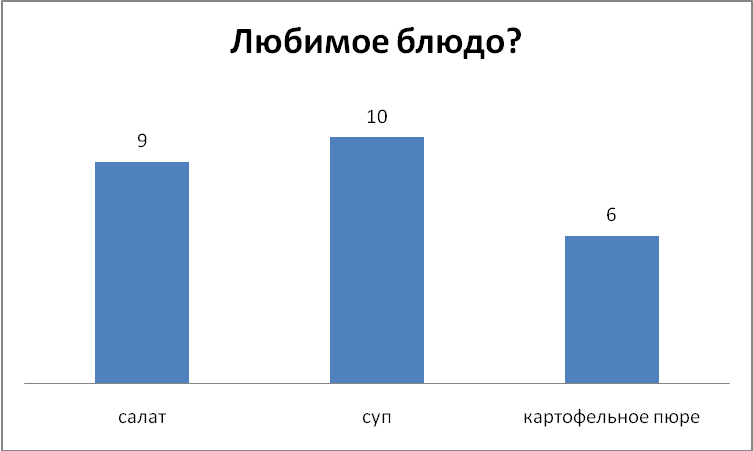 Любимое блюдо?
9
10
6
салат
суп
картофельное пюре